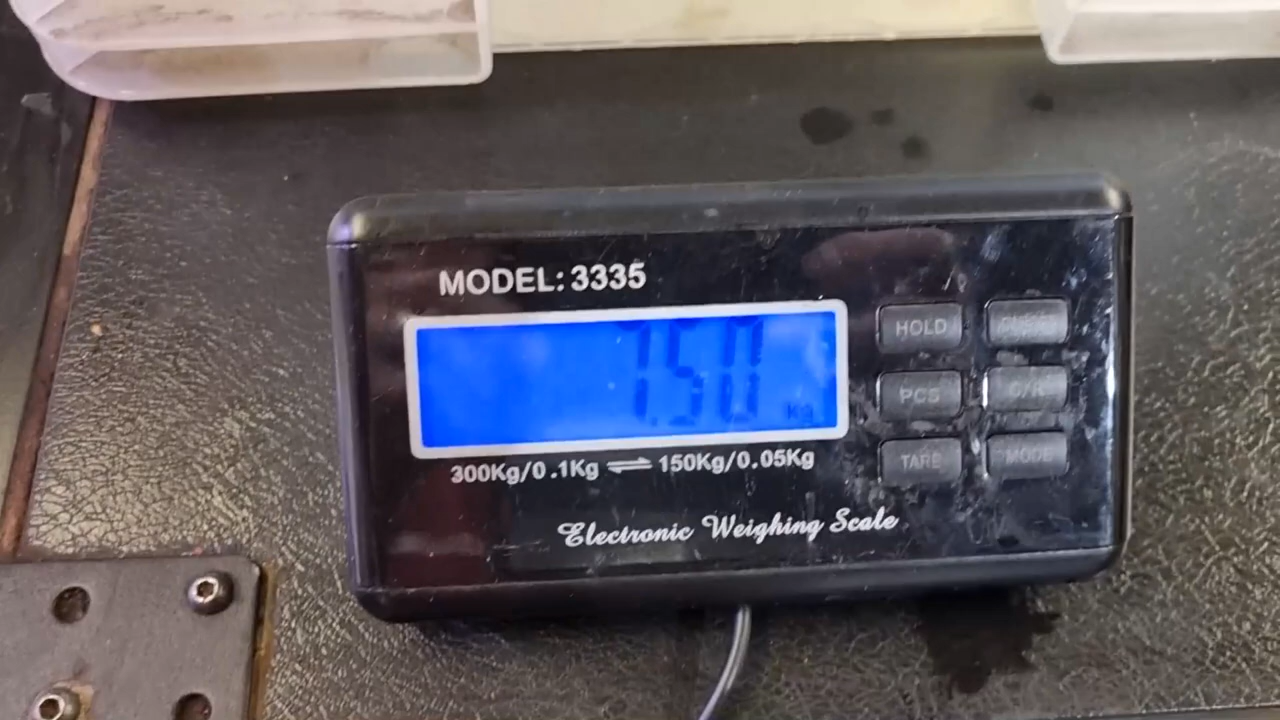 MODEL: 3335
7.50 Kg
HOLD
PCS
C/R
TARE
MODE
300Kg/0.1Kg ⇌ 150Kg/0.05Kg
Electronic Weighing Scale